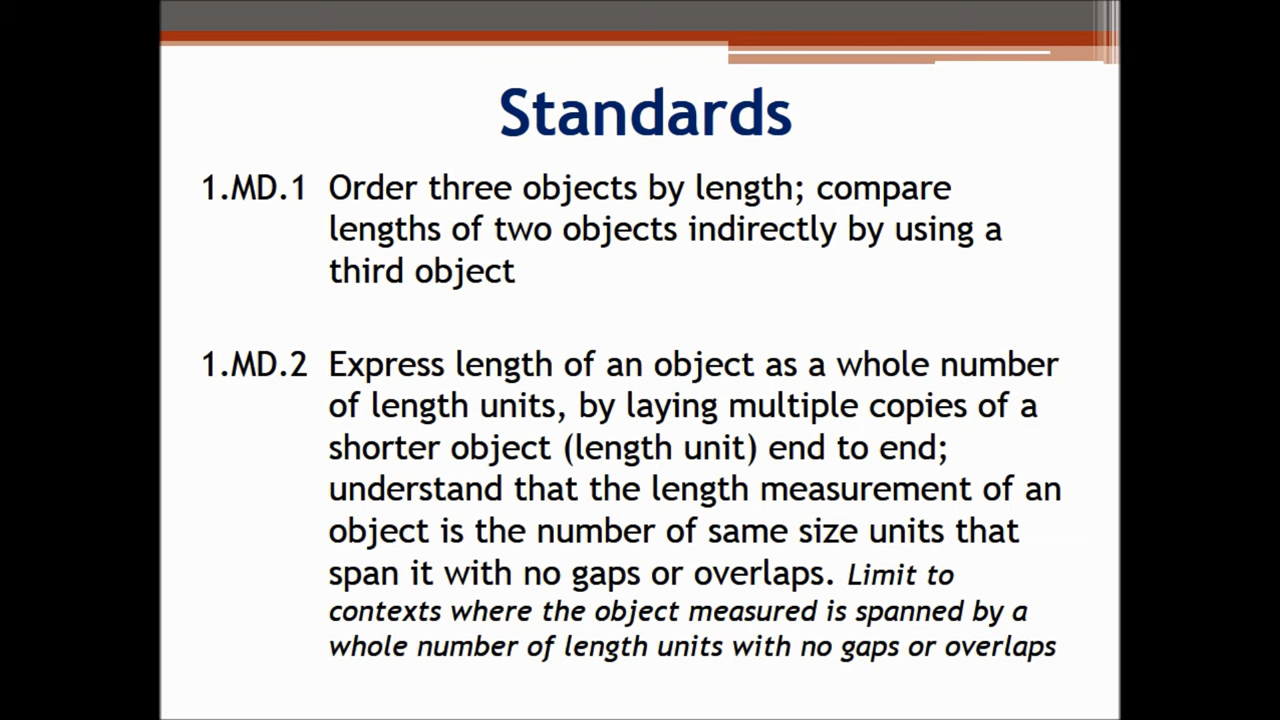 Standards
1.MD.1 Order three objects by length; compare
lengths of two objects indirectly by using a
third object
1.MD.2 Express length of an object as a whole number
of length units, by laying multiple copies of a
shorter object (length unit) end to end;
understand that the length measurement of an
object is the number of same size units that
span it with no gaps or overlaps. Limit to
contexts where the object measured is spanned by a
whole number of length units with no gaps or overlaps